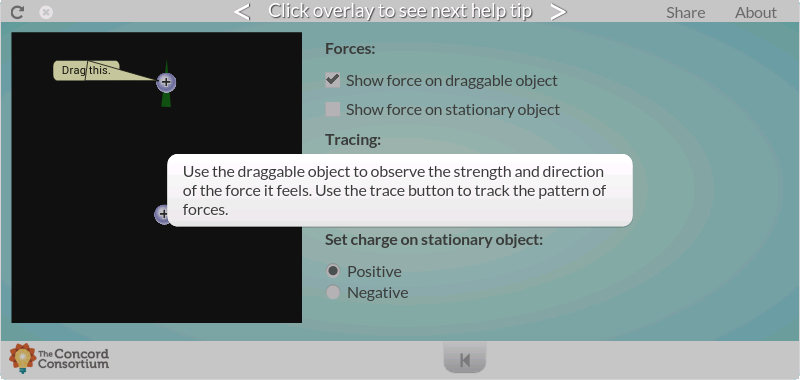 < Click overlay to see next help tip >
Share About
Forces:
Drag this.
Show force on draggable object
Show force on stationary object
Tracing:
Use the draggable object to observe the strength and direction
of the force it feels. Use the trace button to track the pattern of
forces.
Set charge on stationary object:
Positive
Negative
The Concord
Consortium